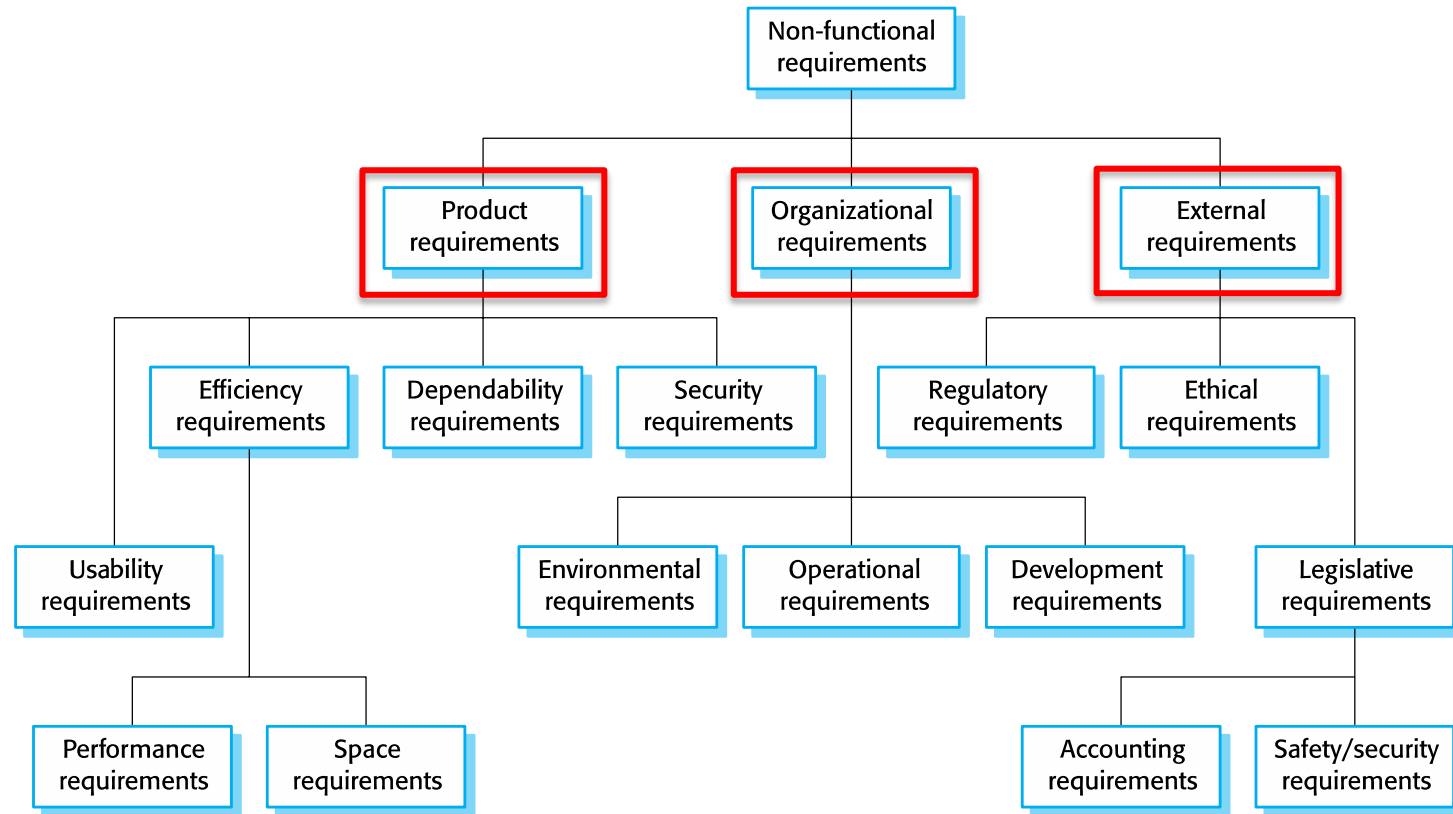 Non-functional
requirements
Product
requirements
Organizational
requirements
External
requirements
Efficiency
requirements
Dependability
requirements
Security
requirements
Regulatory
requirements
Ethical
requirements
Usability
requirements
Environmental
requirements
Operational
requirements
Development
requirements
Legislative
requirements
Performance
requirements
Space
requirements
Accounting
requirements
Safety/security
requirements